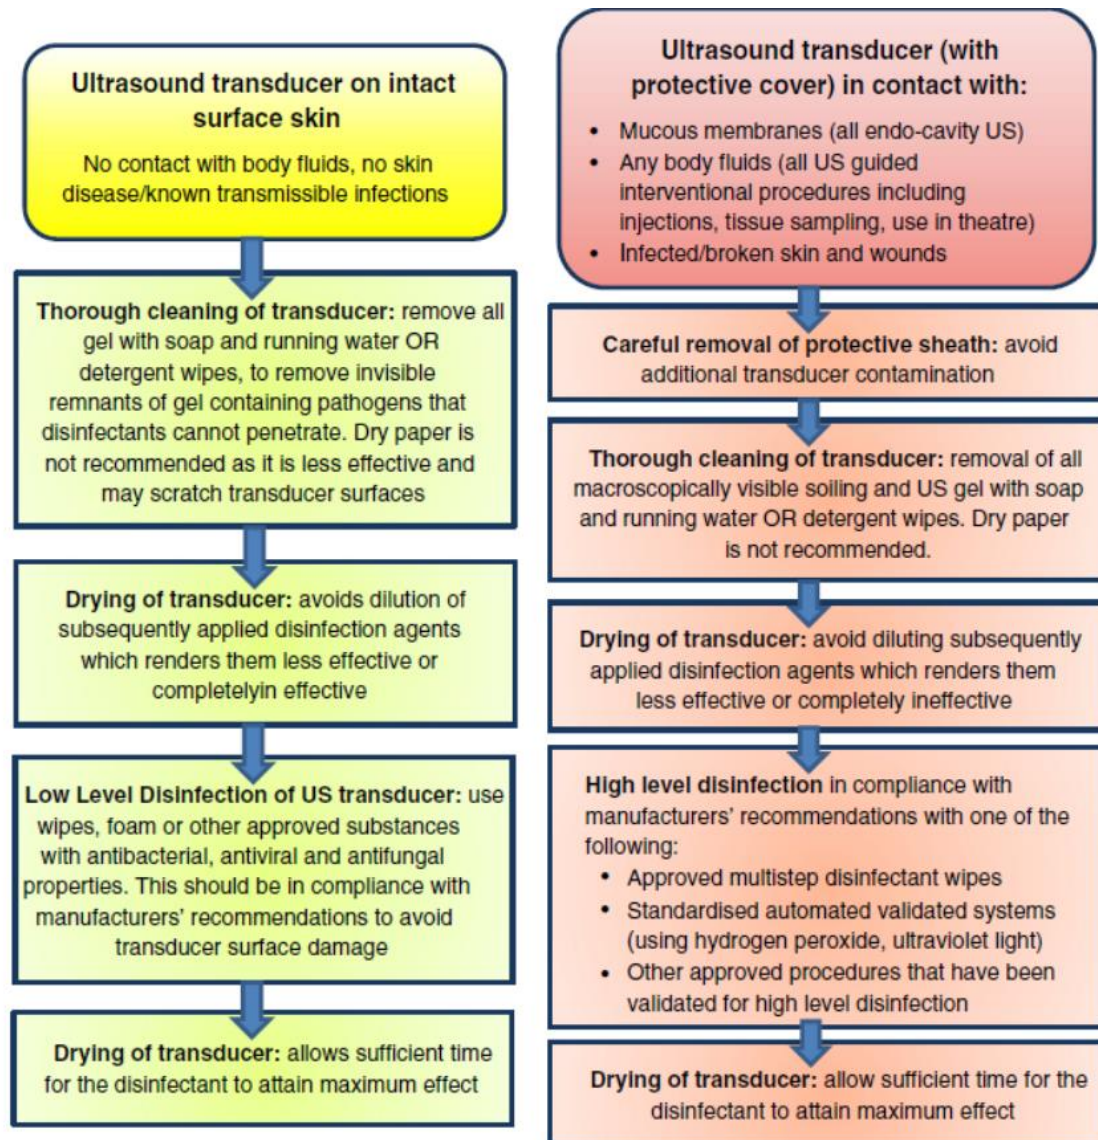 Ultrasound transducer on intact
surface skin
No contact with body fluids, no skin
disease/known transmissible infections
Thorough cleaning of transducer: remove all
gel with soap and running water OR
detergent wipes, to remove invisible
remnants of gel containing pathogens that
disinfectants cannot penetrate. Dry paper is
not recommended as it is less effective and
may scratch transducer surfaces
Drying of transducer: avoids dilution of
subsequently applied disinfection agents
which renders them less effective or
completelyin effective
Low Level Disinfection of US transducer: use
wipes, foam or other approved substances
with antibacterial, antiviral and antifungal
properties. This should be in compliance with
manufacturers' recommendations to avoid
transducer surface damage
Drying of transducer: allows sufficient time
for the disinfectant to attain maximum effect
Ultrasound transducer (with
protective cover) in contact with:
• Mucous membranes (all endo-cavity US)
• Any body fluids (all US guided
interventional procedures including
injections, tissue sampling, use in theatre)
• Infected/broken skin and wounds
Careful removal of protective sheath: avoid
additional transducer contamination
Thorough cleaning of transducer: removal of all
macroscopically visible soiling and US gel with soap
and running water OR detergent wipes. Dry paper
is not recommended.
Drying of transducer: avoid diluting subsequently
applied disinfection agents which renders them
less effective or completely ineffective
High level disinfection in compliance with
manufacturers' recommendations with one of the
following:
• Approved multistep disinfectant wipes
• Standardised automated validated systems
(using hydrogen peroxide, ultraviolet light)
• Other approved procedures that have been
validated for high level disinfection
Drying of transducer: allow sufficient time for the
disinfectant to attain maximum effect